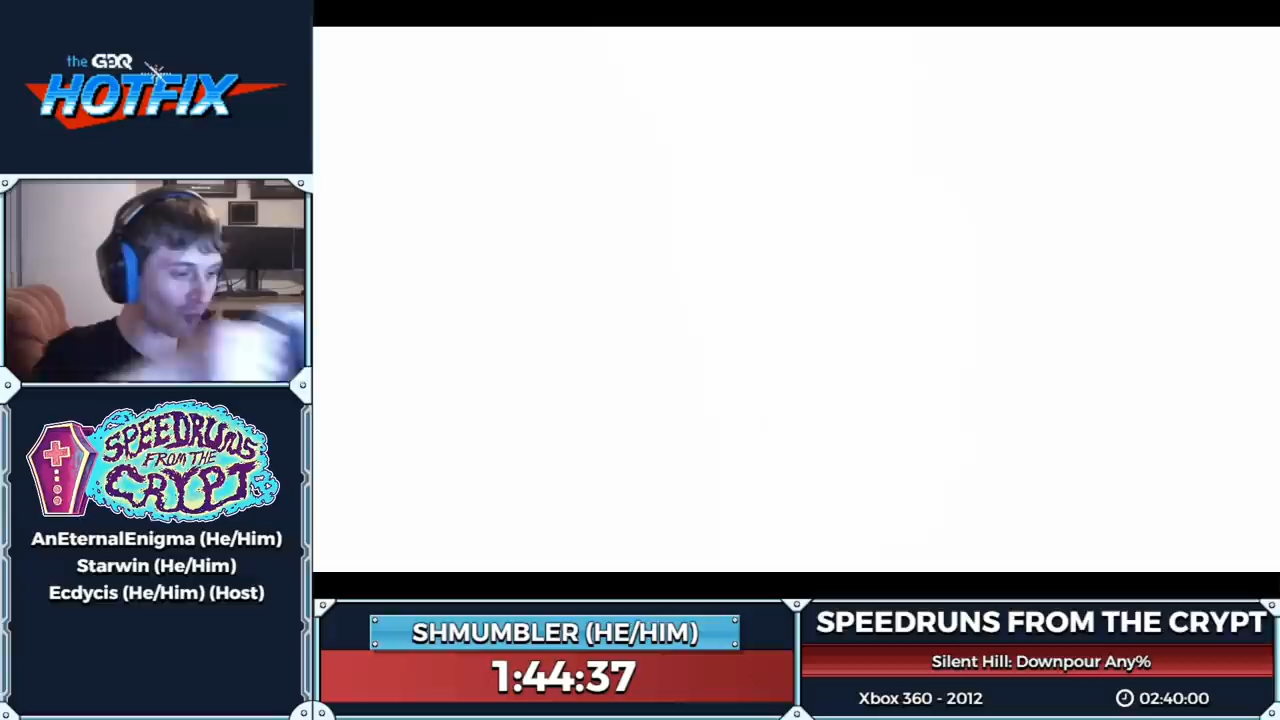 the GDQ
HOTFIX
SPEEDRUNS
FROM THE
CRYPT
AnEternalEnigma (He/Him)
Starwin (He/Him)
Ecdycis (He/Him) (Host)
SHMUMBLER (HE/HIM)
1:44:37
SPEEDRUNS FROM THE CRYPT
Silent Hill: Downpour Any%
Xbox 360 - 2012
02:40:00